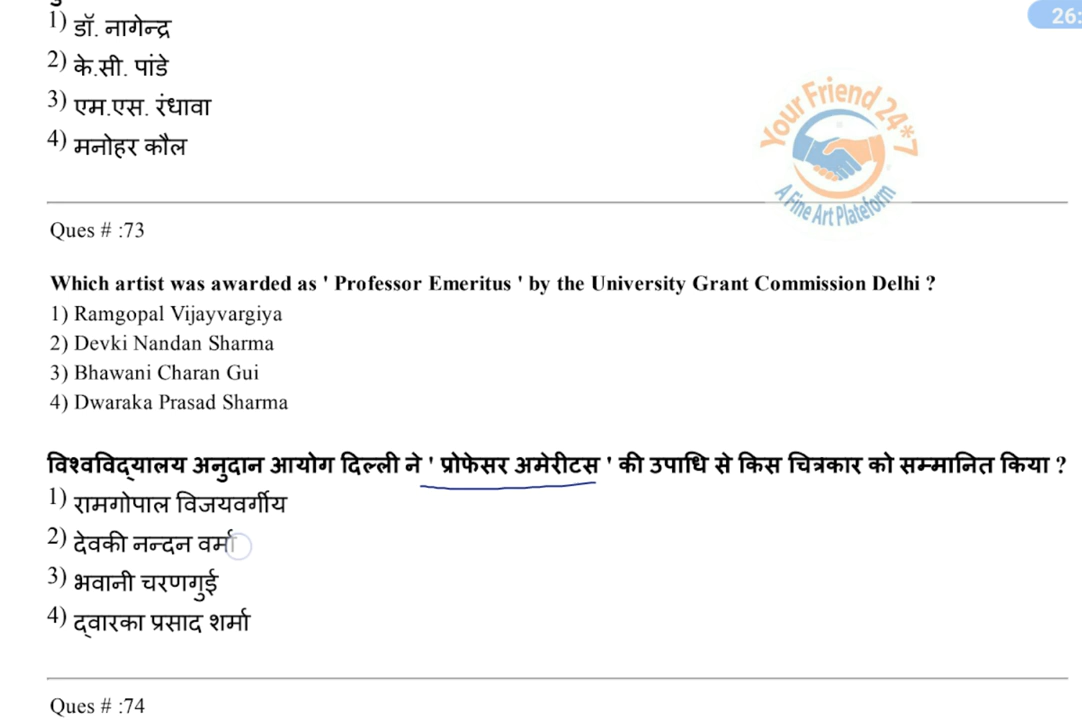 1) डॉ. नागेन्द्र
26:
2) के.सी. पांडे
3) एम.एस. रंधावा
4) मनोहर कौल
Your Friend 24*7
A Fine Art Plateform
Ques # :73
Which artist was awarded as ' Professor Emeritus ' by the University Grant Commission Delhi ?
1) Ramgopal Vijayvargiya
2) Devki Nandan Sharma
3) Bhawani Charan Gui
4) Dwaraka Prasad Sharma
विश्वविद्यालय अनुदान आयोग दिल्ली ने ' प्रोफेसर अमेरीटस ' की उपाधि से किस चित्रकार को सम्मानित किया ?
1) रामगोपाल विजयवर्गीय
2) देवकी नन्दन वर्मा
3) भवानी चरणगुई
4) द्वारका प्रसाद शर्मा
Ques # :74